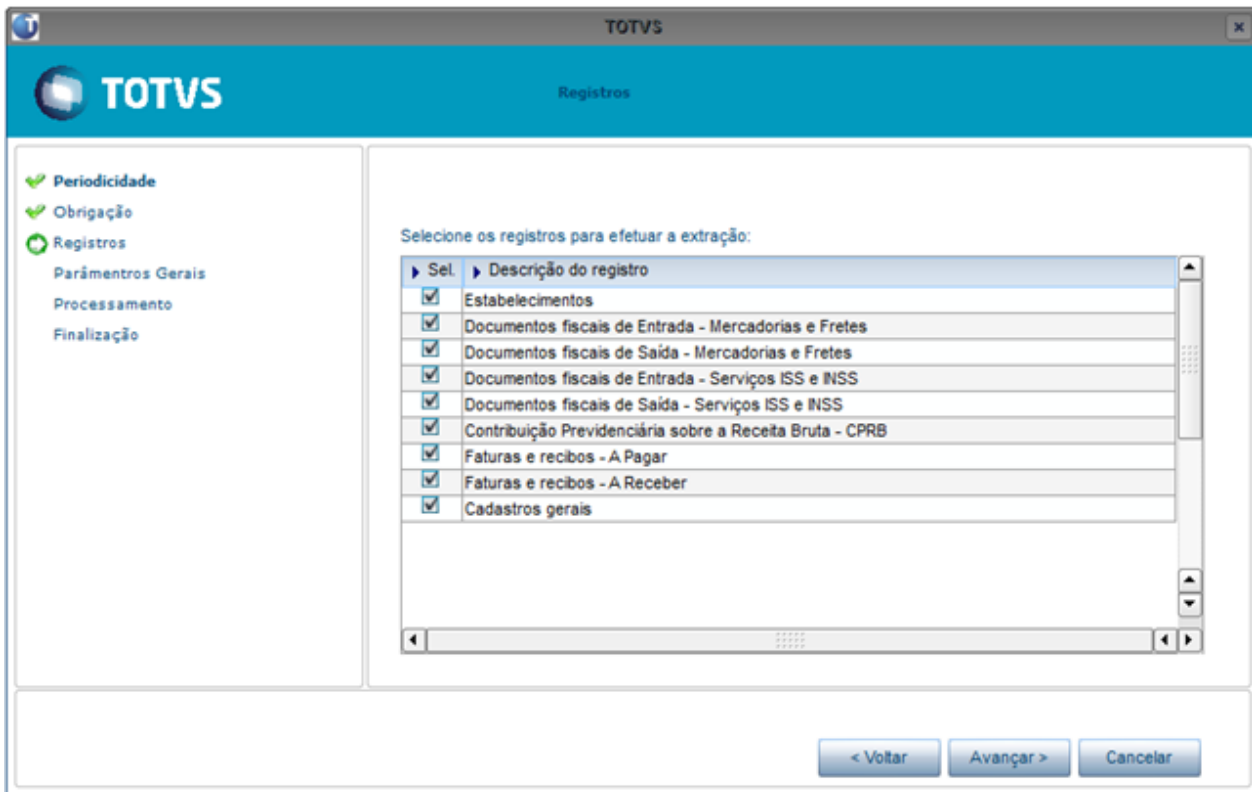 TOTVS
TOTVS
Registros
Periodicidade
Obrigação
Registros
Parâmentros Gerais
Processamento
Finalização
Selecione os registros para efetuar a extração:
Sel. Descrição do registro
Estabelecimentos
Documentos fiscais de Entrada - Mercadorias e Fretes
Documentos fiscais de Saída - Mercadorias e Fretes
Documentos fiscais de Entrada - Serviços ISS e INSS
Documentos fiscais de Saída - Serviços ISS e INSS
Contribuição Previdenciária sobre a Receita Bruta - CPRB
Faturas e recibos - A Pagar
Faturas e recibos - A Receber
Cadastros gerais
< Voltar Avançar > Cancelar